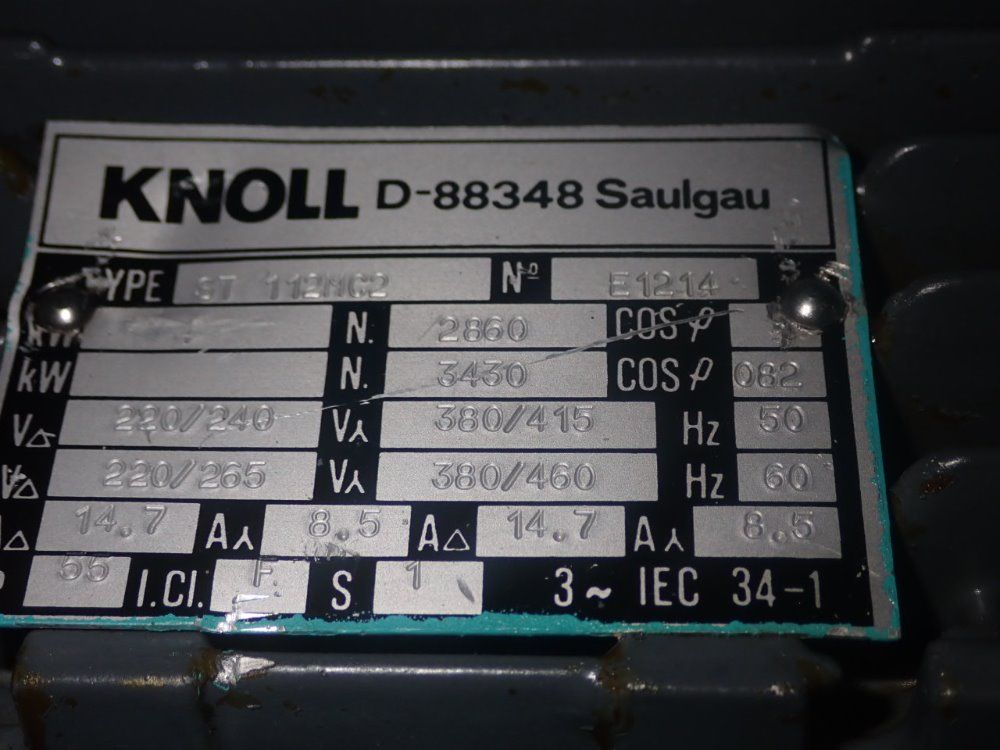 KNOLL D-88348 Saulgau
TYPE ST 112MC2 Nº E1214
kW N. 2860 COS φ
kW N. 3430 COS φ 082
V△ 220/240 V⅄ 380/415 Hz 50
V△ 220/265 V⅄ 380/460 Hz 60
A△ 14.7 A⅄ 8.5 A△ 14.7 A⅄ 8.5
55 I.Cl. F S 1 3~ IEC 34-1